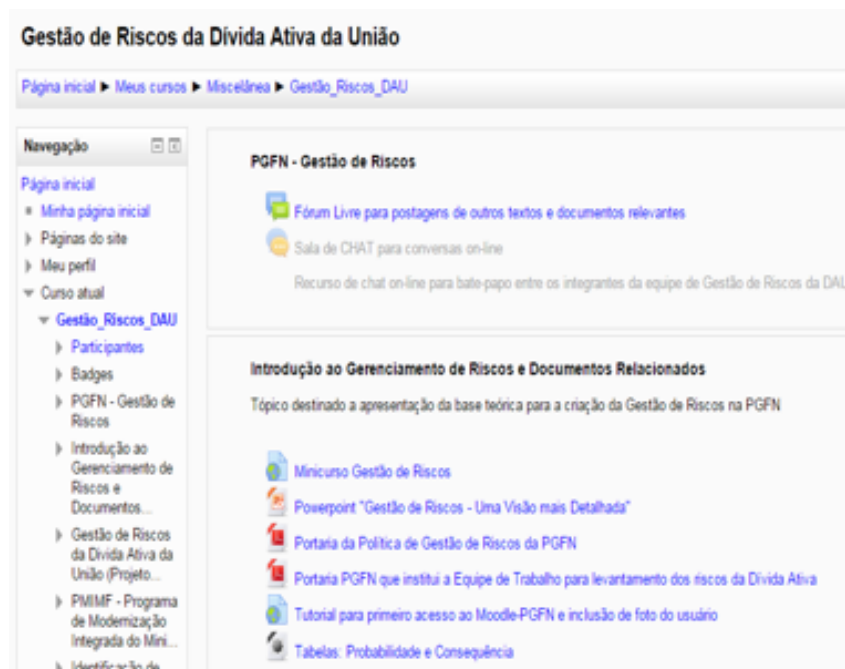 Gestão de Riscos da Dívida Ativa da União
Página inicial ► Meus cursos ► Miscelânea ► Gestão_Riscos_DAU
Navegação
Página inicial
Minha página inicial
Páginas do site
Meu perfil
Curso atual
Gestão_Riscos_DAU
Participantes
Badges
PGFN - Gestão de
Riscos
Introdução ao
Gerenciamento de
Riscos e
Documentos...
Gestão de Riscos
da Dívida Ativa da
União (Projeto...
PMIMF - Programa
de Modernização
Integrada do Mini...
Identificação de
PGFN - Gestão de Riscos
Fórum Livre para postagens de outros textos e documentos relevantes
Sala de CHAT para conversas on-line
Recurso de chat on-line para bate-papo entre os integrantes da equipe de Gestão de Riscos da DAU
Introdução ao Gerenciamento de Riscos e Documentos Relacionados
Tópico destinado a apresentação da base teórica para a criação da Gestão de Riscos na PGFN
Minicurso Gestão de Riscos
Powerpoint "Gestão de Riscos - Uma Visão mais Detalhada"
Portaria da Política de Gestão de Riscos da PGFN
Portaria PGFN que institui a Equipe de Trabalho para levantamento dos riscos da Dívida Ativa
Tutorial para primeiro acesso ao Moodle-PGFN e inclusão de foto do usuário
Tabelas: Probabilidade e Consequência